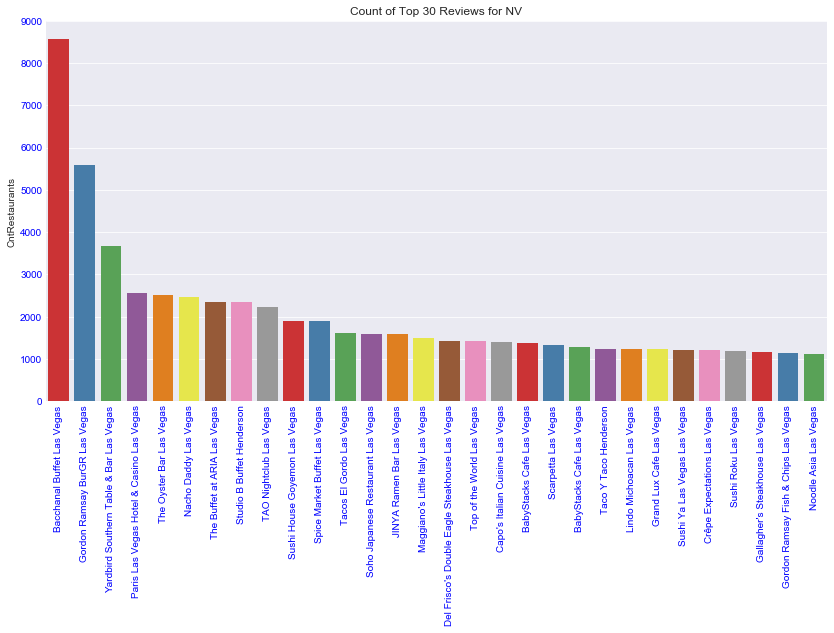 Count of Top 30 Reviews for NV
CntRestaurants
9000
8000
7000
6000
5000
4000
3000
2000
1000
0
Bacchanal Buffet Las Vegas
Gordon Ramsay BurGR Las Vegas
Yardbird Southern Table & Bar Las Vegas
Paris Las Vegas Hotel & Casino Las Vegas
The Oyster Bar Las Vegas
Nacho Daddy Las Vegas
The Buffet at ARIA Las Vegas
Studio B Buffet Henderson
TAO Nightclub Las Vegas
Sushi House Goyemon Las Vegas
Spice Market Buffet Las Vegas
Tacos El Gordo Las Vegas
Soho Japanese Restaurant Las Vegas
JINYA Ramen Bar Las Vegas
Maggiano's Little Italy Las Vegas
Del Frisco's Double Eagle Steakhouse Las Vegas
Top of the World Las Vegas
Capo's Italian Cuisine Las Vegas
BabyStacks Cafe Las Vegas
Scarpetta Las Vegas
BabyStacks Cafe Las Vegas
Taco Y Taco Henderson
Lindo Michoacan Las Vegas
Grand Lux Cafe Las Vegas
Sushi Ya Las Vegas Las Vegas
Crêpe Expectations Las Vegas
Sushi Roku Las Vegas
Gallagher's Steakhouse Las Vegas
Gordon Ramsay Fish & Chips Las Vegas
Noodle Asia Las Vegas